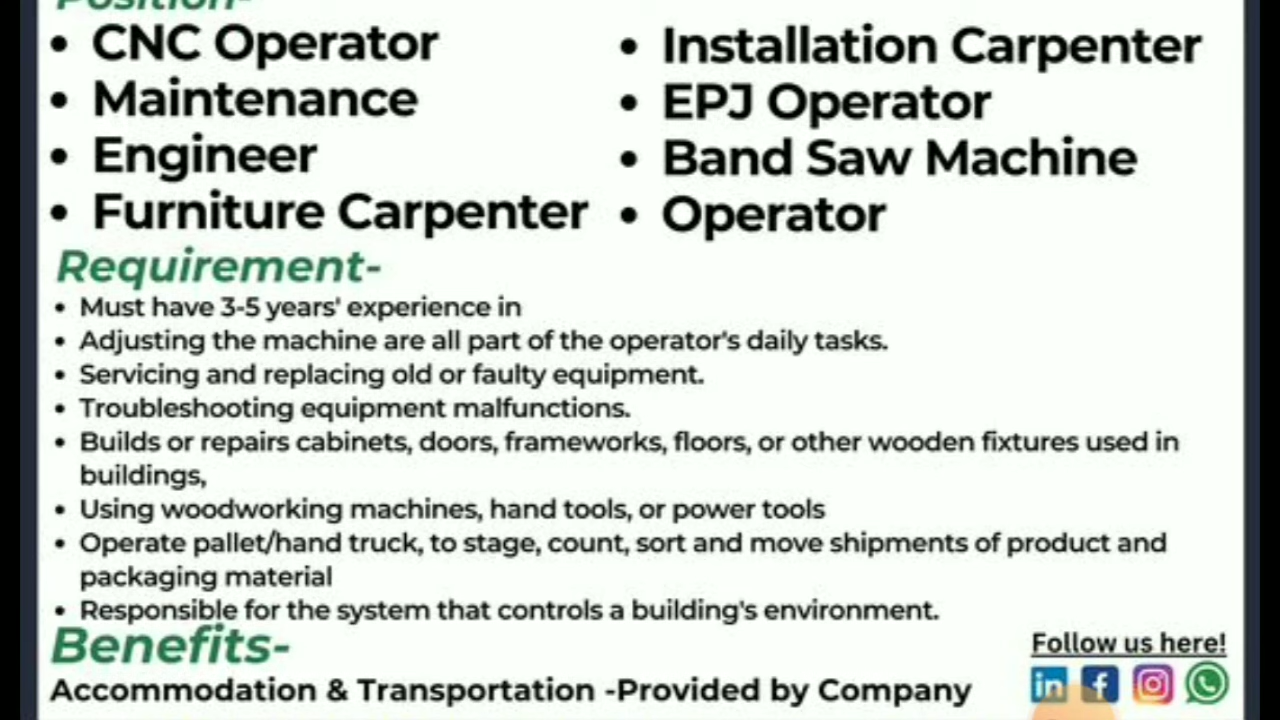 Position-
• CNC Operator
• Maintenance
• Engineer
• Furniture Carpenter
• Installation Carpenter
• EPJ Operator
• Band Saw Machine
• Operator
Requirement-
• Must have 3-5 years' experience in
• Adjusting the machine are all part of the operator's daily tasks.
• Servicing and replacing old or faulty equipment.
• Troubleshooting equipment malfunctions.
• Builds or repairs cabinets, doors, frameworks, floors, or other wooden fixtures used in
buildings,
• Using woodworking machines, hand tools, or power tools
• Operate pallet/hand truck, to stage, count, sort and move shipments of product and
packaging material
• Responsible for the system that controls a building's environment.
Benefits-
Accommodation & Transportation -Provided by Company
Follow us here!
in f